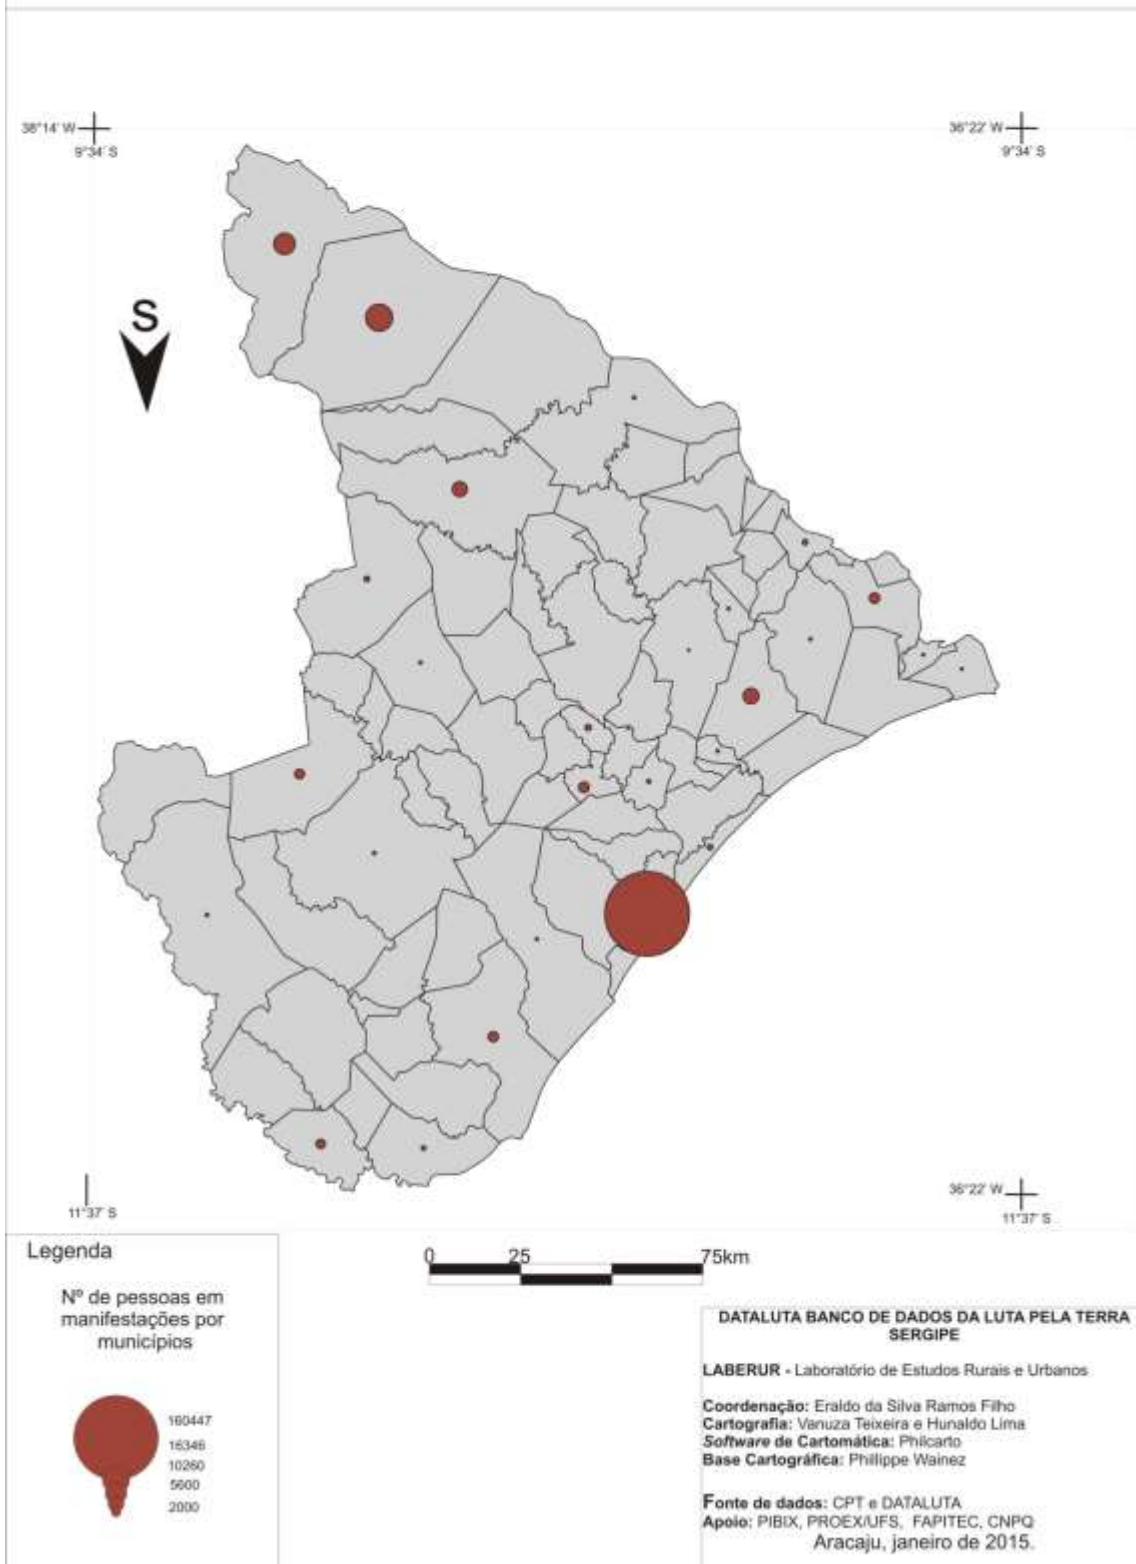 38°14' W
9°34' S
36°22' W
9°34' S
S
11°37' S
36°22' W
11°37' S
Legenda
Nº de pessoas em
manifestações por
municípios
160447
16346
10260
5600
2000
0 25 75km
DATALUTA BANCO DE DADOS DA LUTA PELA TERRA
SERGIPE
LABERUR - Laboratório de Estudos Rurais e Urbanos
Coordenação: Eraldo da Silva Ramos Filho
Cartografia: Vanuza Teixeira e Hunaldo Lima
Software de Cartomática: Philcarto
Base Cartográfica: Phillippe Wainez
Fonte de dados: CPT e DATALUTA
Apoio: PIBIX, PROEX/UFS, FAPITEC, CNPQ
Aracaju, janeiro de 2015.